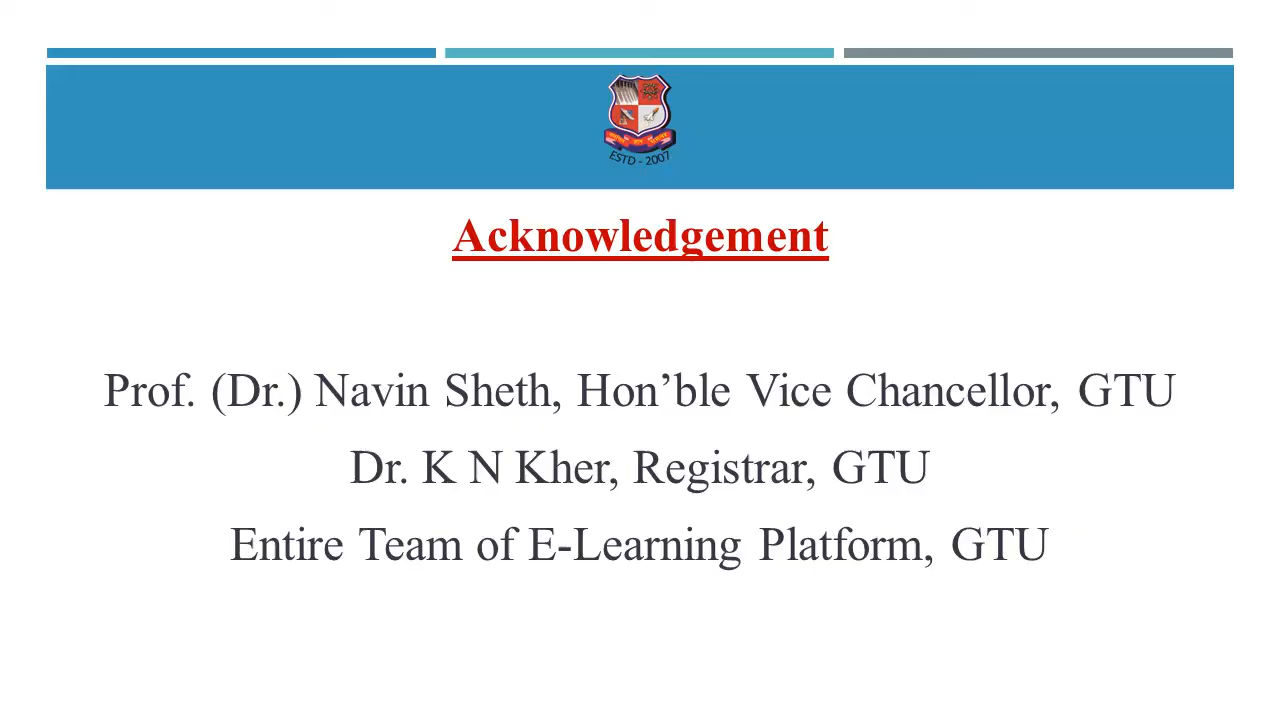 ESTD - 2007
Acknowledgement
Prof. (Dr.) Navin Sheth, Hon’ble Vice Chancellor, GTU
Dr. K N Kher, Registrar, GTU
Entire Team of E-Learning Platform, GTU